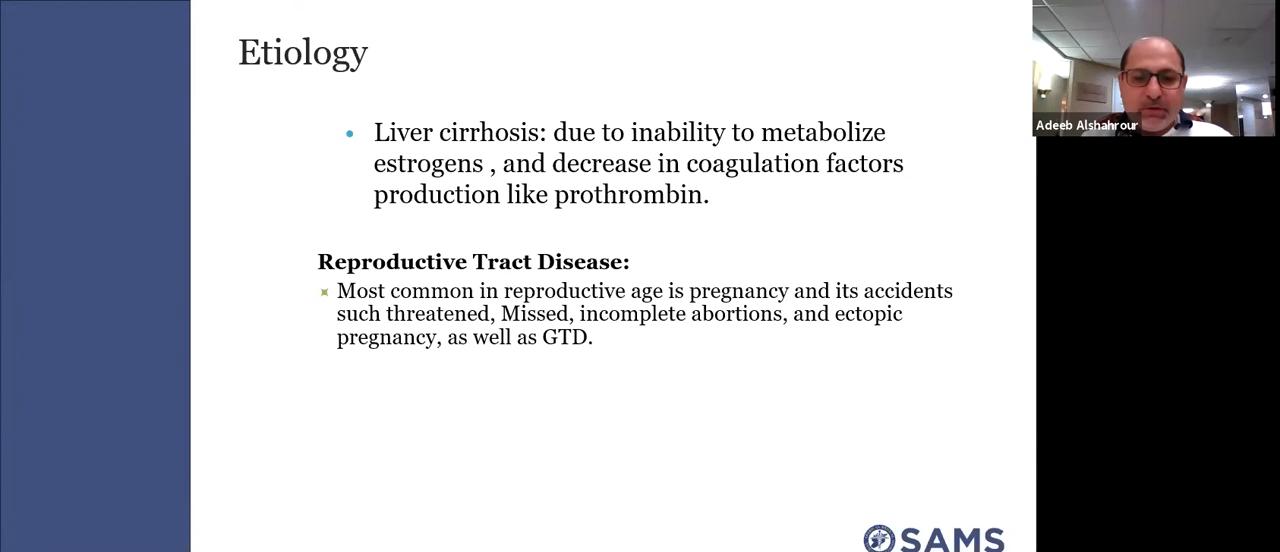 Etiology
Liver cirrhosis: due to inability to metabolize
estrogens , and decrease in coagulation factors
production like prothrombin.
Reproductive Tract Disease:
Most common in reproductive age is pregnancy and its accidents
such threatened, Missed, incomplete abortions, and ectopic
pregnancy, as well as GTD.
SAMS
Adeeb Alshahrour